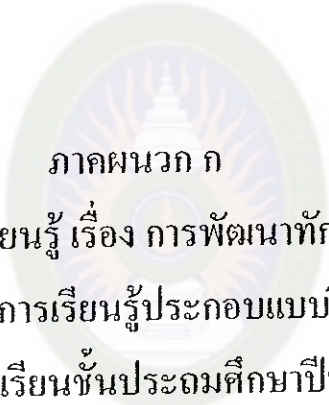 ภาคผนวก ก
ยนรู้ เรื่อง การพัฒนาทัก
การเรียนรู้ประกอบแบบ
เรียนชั้นประถมศึกษาปี